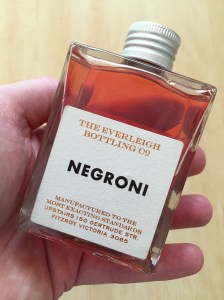 THE EVERLEIGH
BOTTLING CO
NEGRONI
MANUFACTURED TO THE
MOST EXACTING STANDARDS
UPSTAIRS 150 GERTRUDE STR.
FITZROY VICTORIA 3065